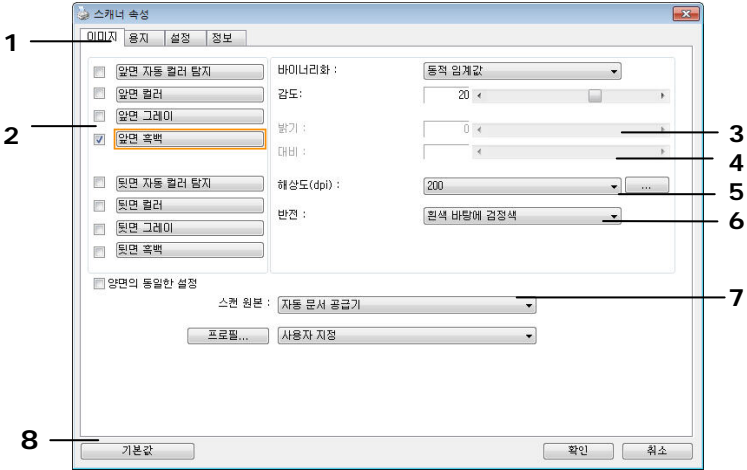 스캐너 속성
이미지 용지 설정 정보
1
앞면 자동 컬러 탐지
앞면 컬러
앞면 그레이
앞면 흑백
2
뒷면 자동 컬러 탐지
뒷면 컬러
뒷면 그레이
뒷면 흑백
바이너리화 : 동적 임계값
감도: 20
밝기 : 0
3
대비 :
4
해상도(dpi) : 200 ...
5
반전 : 흰색 바탕에 검정색
6
양면의 동일한 설정
스캔 원본 : 자동 문서 공급기
7
프로필... 사용자 지정
8
기본값 확인 취소